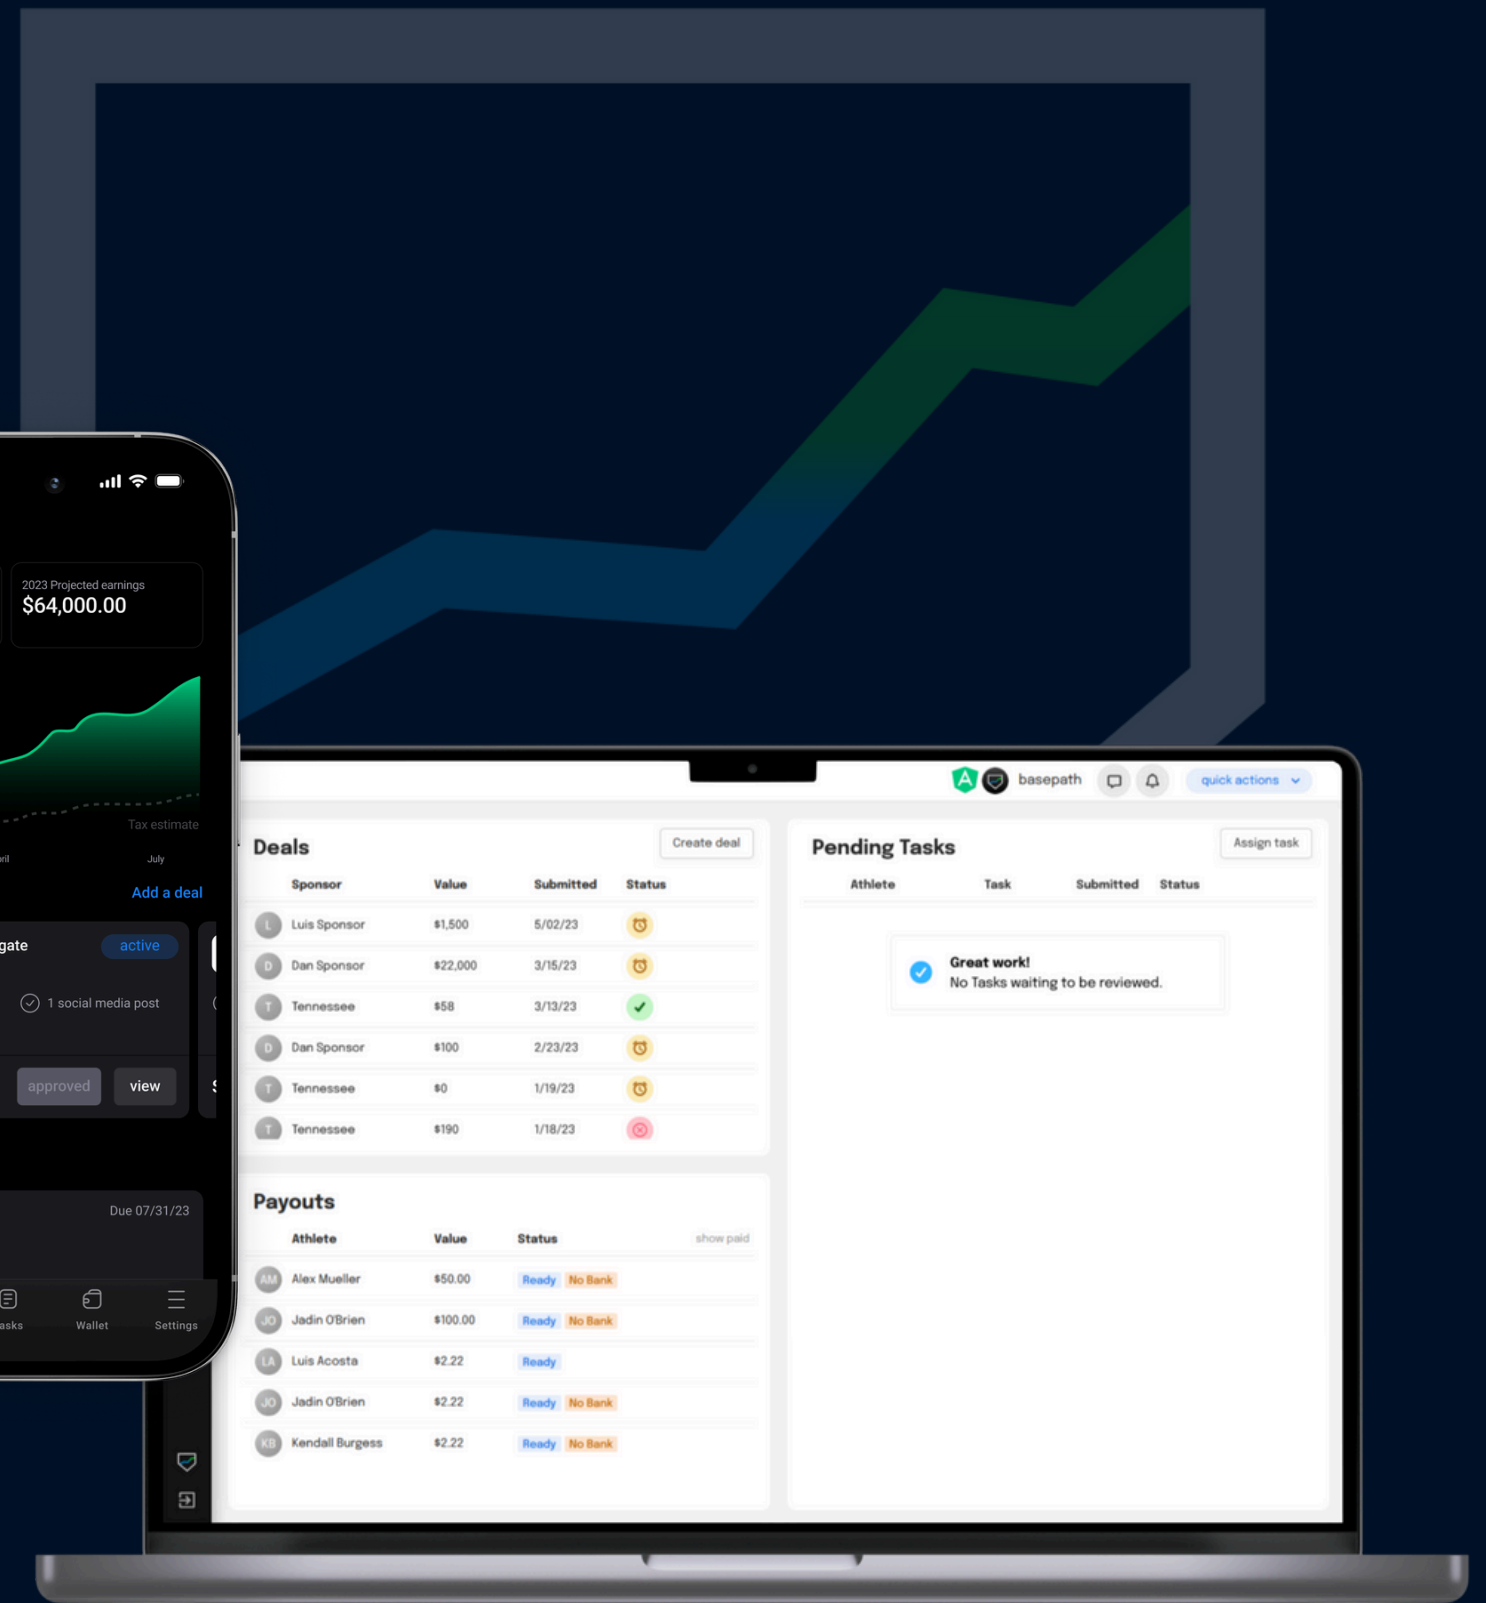 2023 Projected earnings
$64,000.00
Tax estimate
July
Add a deal
active
1 social media post
approved view
Due 07/31/23
Wallet Settings
basepath quick actions
Deals Create deal
Sponsor Value Submitted Status
L Luis Sponsor $1,500 5/02/23
D Dan Sponsor $22,000 3/15/23
T Tennessee $58 3/13/23
D Dan Sponsor $100 2/23/23
T Tennessee $0 1/19/23
T Tennessee $190 1/18/23
Payouts
Athlete Value Status show paid
AM Alex Mueller $50.00 Ready No Bank
JO Jadin O'Brien $100.00 Ready No Bank
LA Luis Acosta $2.22 Ready
JO Jadin O'Brien $2.22 Ready No Bank
KB Kendall Burgess $2.22 Ready No Bank
Pending Tasks Assign task
Athlete Task Submitted Status
Great work!
No Tasks waiting to be reviewed.